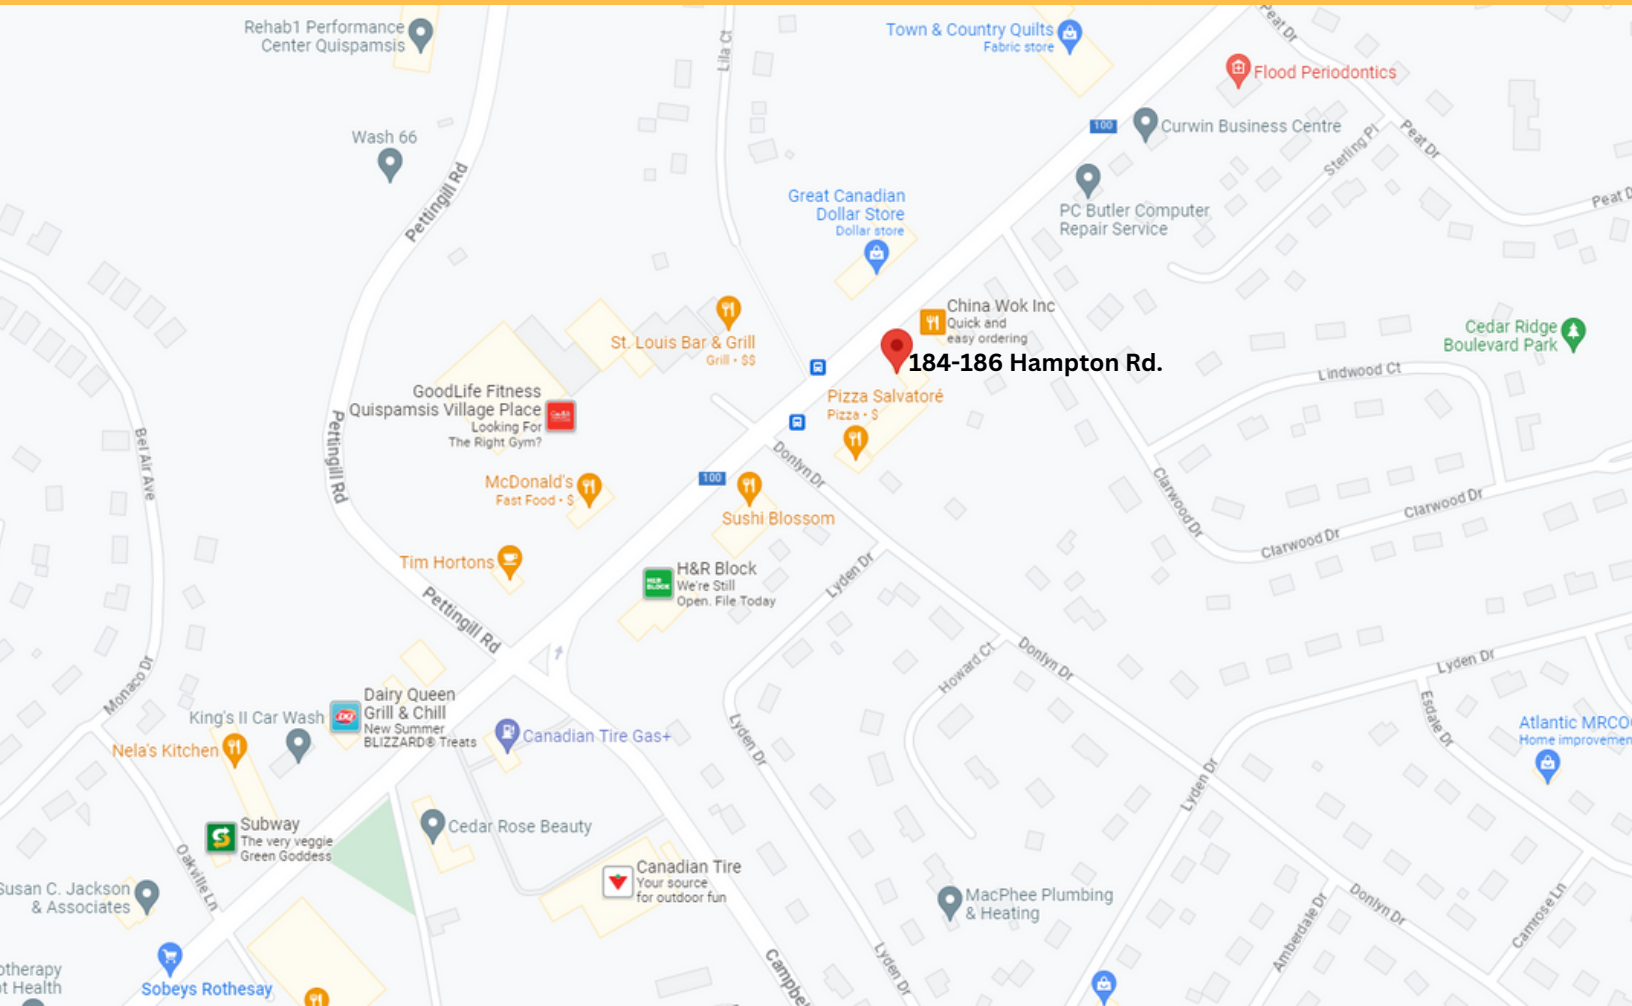 Rehab1 Performance
Center Quispamsis
Lila Ct
Town & Country Quilts
Fabric store
Peat Dr
Flood Periodontics
100
Curwin Business Centre
Sterling Pl
Peat Dr
Wash 66
Pettingill Rd
Great Canadian
Dollar Store
Dollar store
PC Butler Computer
Repair Service
Peat D
China Wok Inc
Quick and
easy ordering
St. Louis Bar & Grill
Grill • $$
184-186 Hampton Rd.
Cedar Ridge
Boulevard Park
Lindwood Ct
GoodLife Fitness
Quispamsis Village Place
Looking For
The Right Gym?
Pizza Salvatoré
Pizza • $
Pettingill Rd
Bel Air Ave
Donlyn Dr
100
McDonald's
Fast Food • $
Sushi Blossom
Clarwood Dr
Clarwood Dr
Clarwood Dr
Tim Hortons
H&R BLOCK
H&R Block
We're Still
Open. File Today
Lyden Dr
Pettingill Rd
Howard Ct
Donlyn Dr
Lyden Dr
Monaco Dr
King's II Car Wash
DQ
Dairy Queen
Grill & Chill
New Summer
BLIZZARD® Treats
Nela's Kitchen
Canadian Tire Gas+
Lyden Dr
Lyden Dr
Esdale Dr
Atlantic MRCO
Home improvemen
Subway
The very veggie
Green Goddess
Cedar Rose Beauty
Oakville Ln
Canadian Tire
Your source
for outdoor fun
Susan C. Jackson
& Associates
MacPhee Plumbing
& Heating
Donlyn Dr
Amberdale Dr
Camrose Ln
Lyden Dr
Campbe
otherapy
ot Health
Sobeys Rothesay